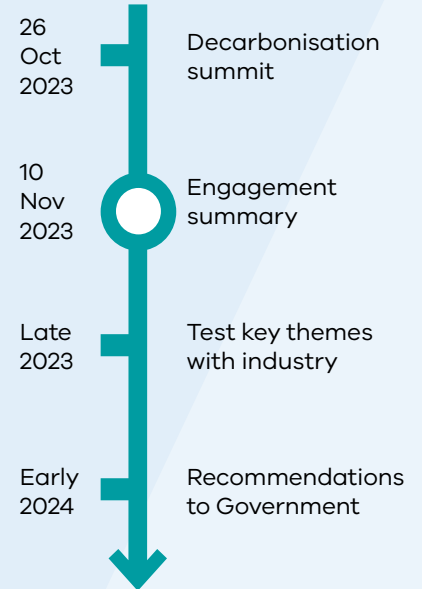 26
Oct
2023
Decarbonisation
summit
10
Nov
2023
Engagement
summary
Late
2023
Test key themes
with industry
Early
2024
Recommendations
to Government